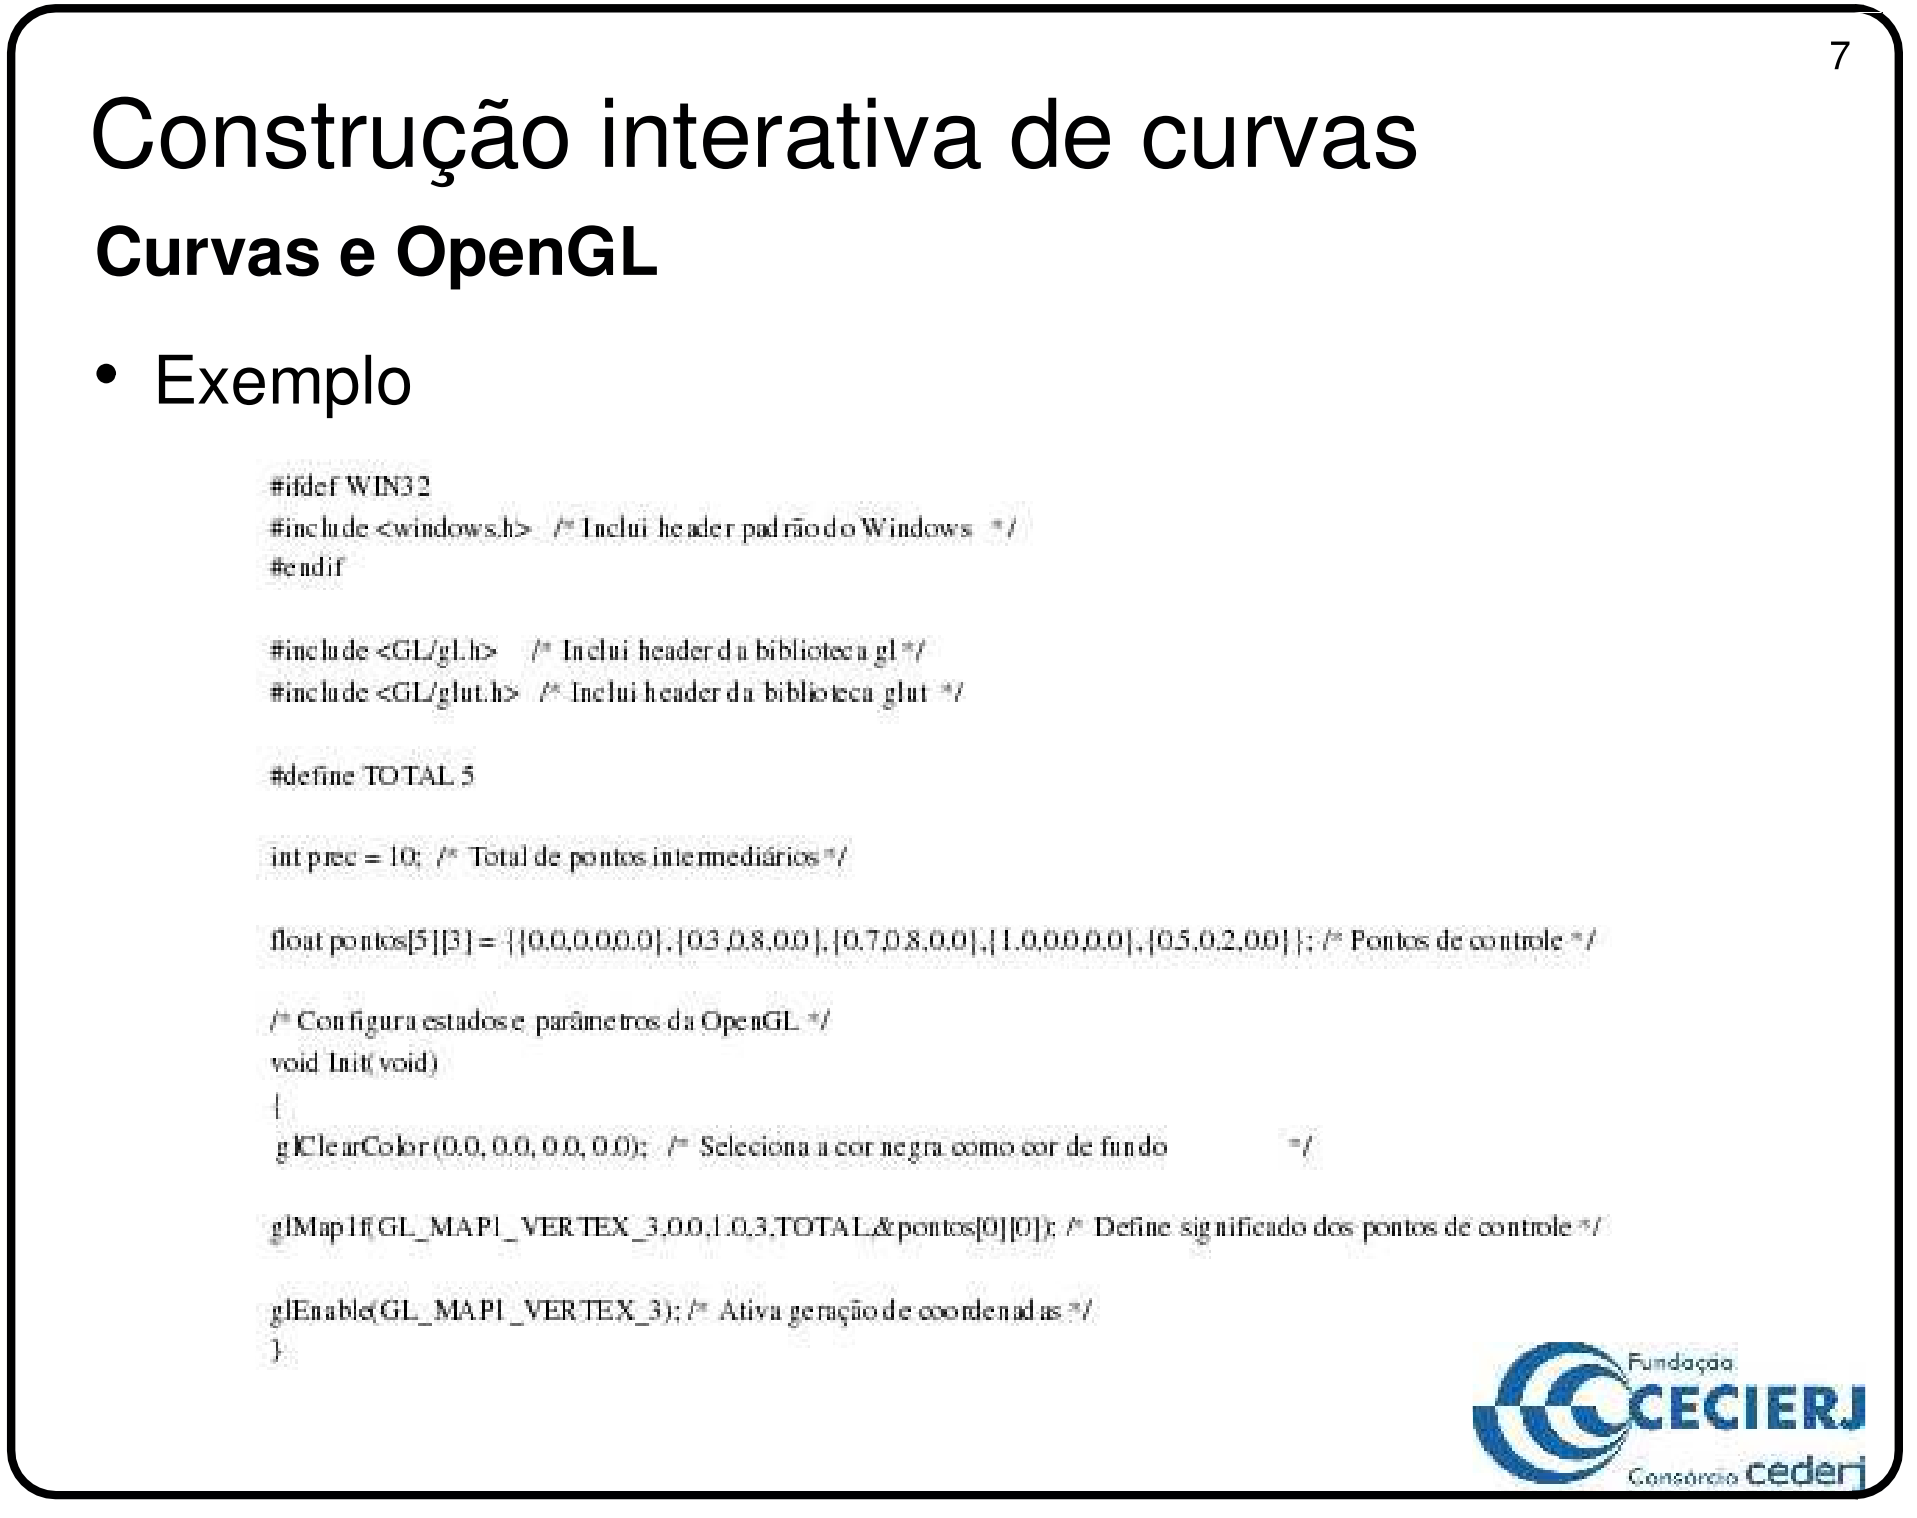 7
Construção interativa de curvas
Curvas e OpenGL
• Exemplo
#ifdef WIN32
#include <windows.h> /* Inclui header padrão do Windows */
#endif
#include <GL/gl.h> /* Inclui header da biblioteca gl */
#include <GL/glut.h> /* Inclui header da biblioteca glut */
#define TOTAL 5
int prec = 10; /* Total de pontos intermediários */
float pontos[5][3] = {{0.0,0.0,0.0},{0.3,0.8,0.0},{0.7,0.8,0.0},{1.0,0.0,0.0},{0.5,0.2,0.0}}; /* Pontos de controle */
/* Configura estados e parâmetros da OpenGL */
void Init(void)
{
glClearColor (0.0, 0.0, 0.0, 0.0); /* Seleciona a cor negra como cor de fundo */
glMap1f(GL_MAP1_VERTEX_3,0.0,1.0,3,TOTAL,&pontos[0][0]); /* Define significado dos pontos de controle */
glEnable(GL_MAP1_VERTEX_3); /* Ativa geração de coordenadas */
}
Fundação
CECIERJ
Consórcio cederj